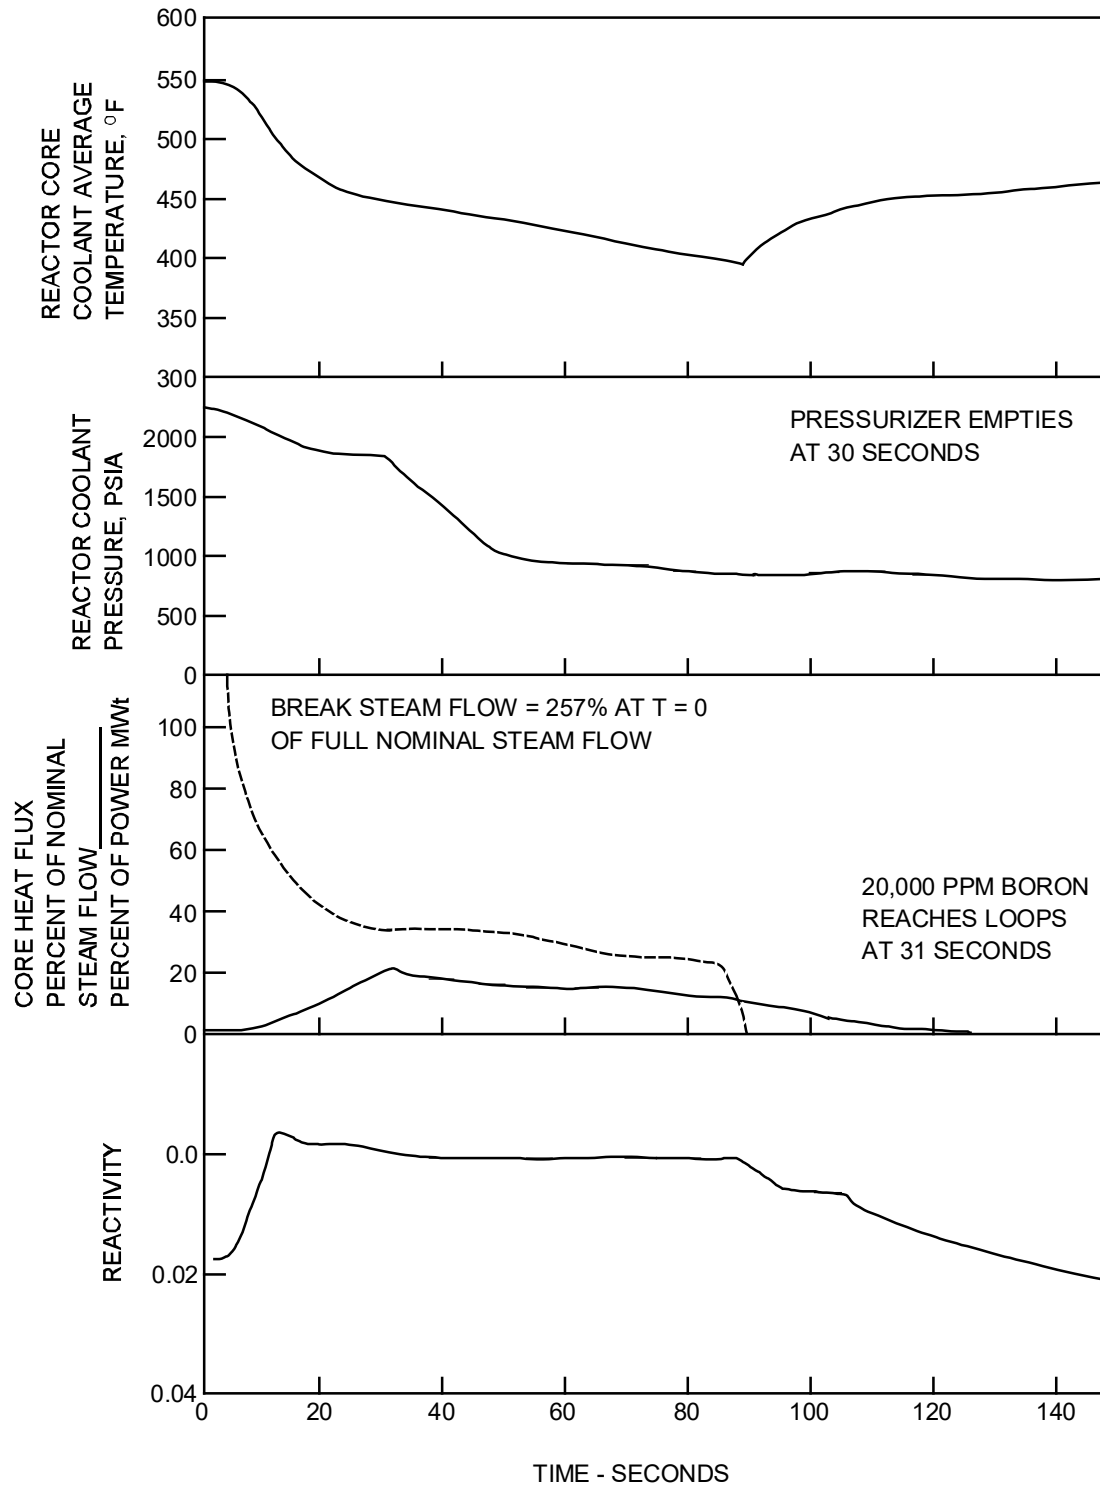 600
550
500
450
400
350
300
REACTOR CORE
COOLANT AVERAGE
TEMPERATURE, °F
2000
1500
1000
500
0
REACTOR COOLANT
PRESSURE, PSIA
PRESSURIZER EMPTIES
AT 30 SECONDS
100
80
60
40
20
0
CORE HEAT FLUX
PERCENT OF NOMINAL
STEAM FLOW
PERCENT OF POWER MWt
BREAK STEAM FLOW = 257% AT T = 0
OF FULL NOMINAL STEAM FLOW
20,000 PPM BORON
REACHES LOOPS
AT 31 SECONDS
0.0
0.02
0.04
REACTIVITY
0 20 40 60 80 100 120 140
TIME - SECONDS